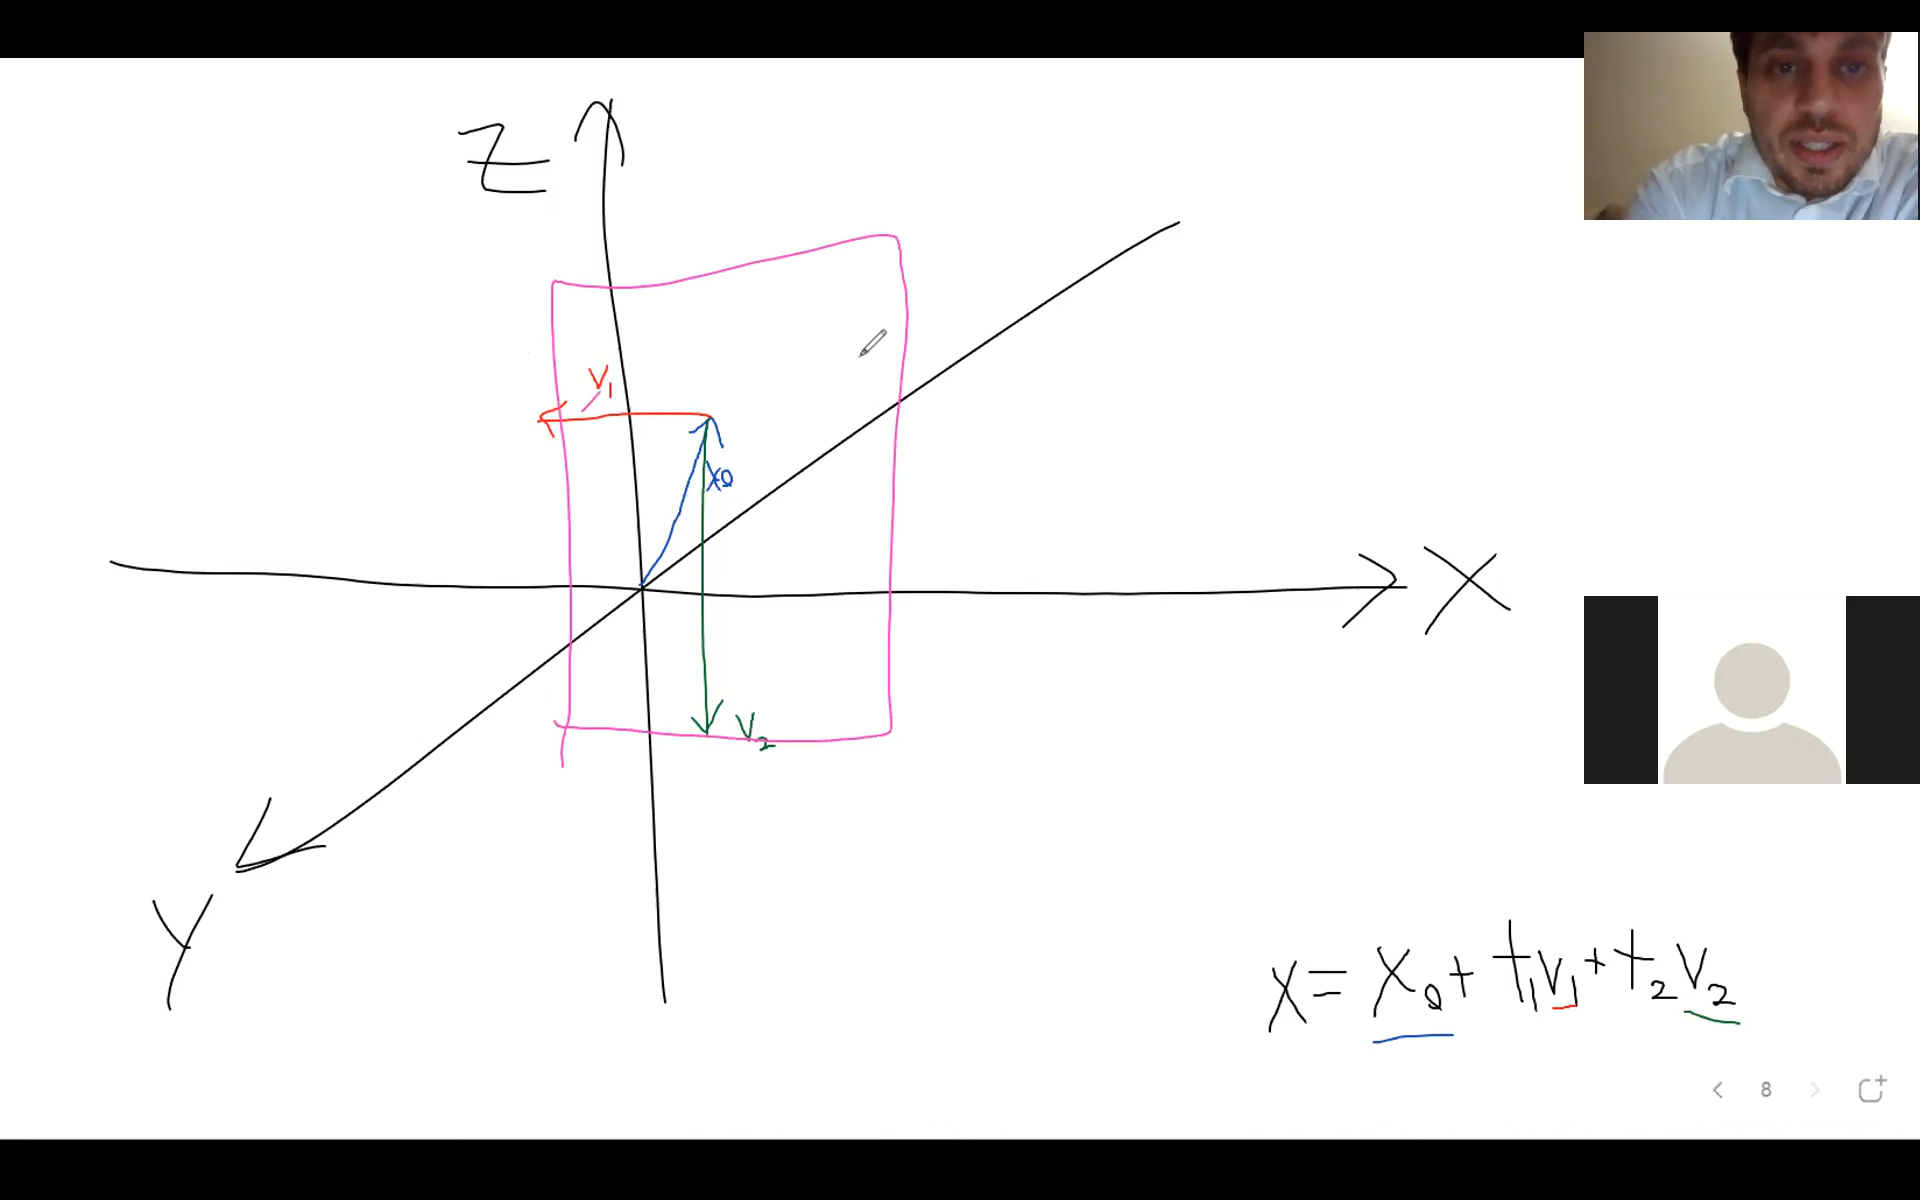 Z
V₁
X₀
X
V₂
Y
X = X₀ + t₁V₁ + t₂V₂
8